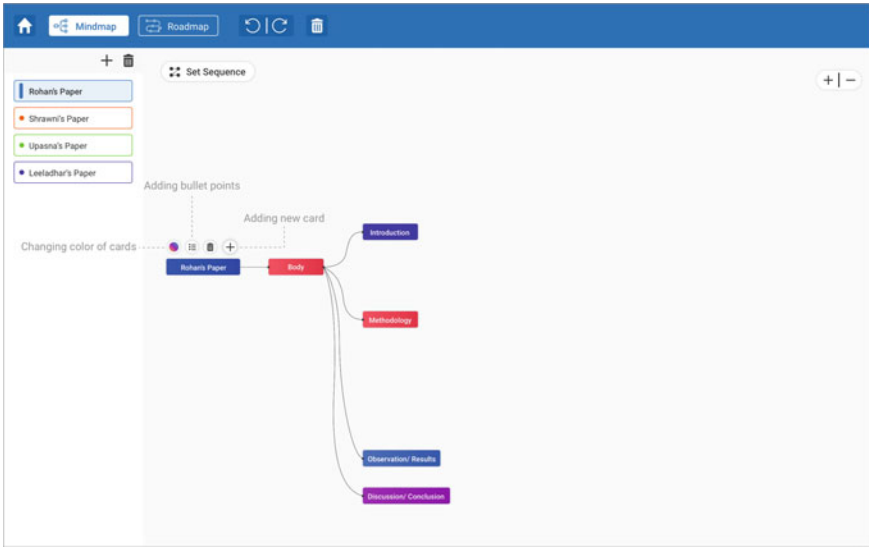 Mindmap
Roadmap
Set Sequence
Rohan's Paper
Shrawni's Paper
Upasna's Paper
Leeladhar's Paper
Adding bullet points
Adding new card
Changing color of cards
Rohan's Paper
Body
Introduction
Methodology
Observation/ Results
Discussion/ Conclusion